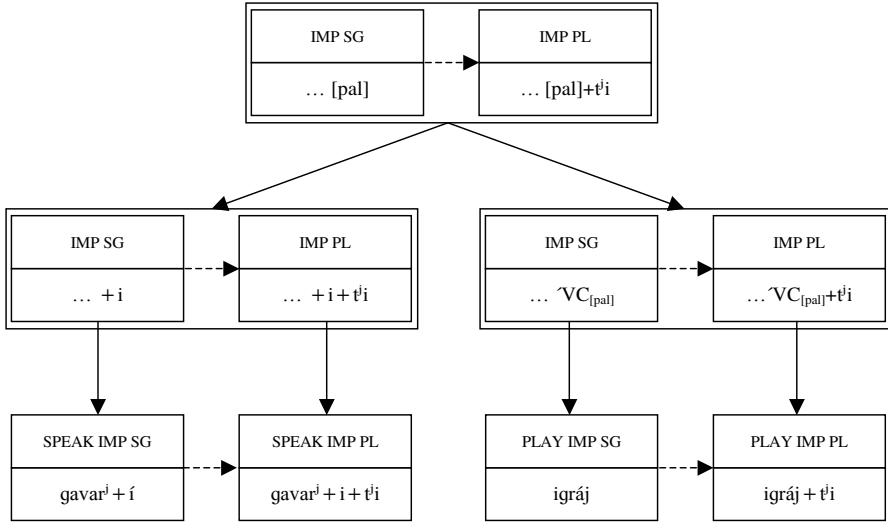 IMP SG IMP PL
… [pal] … [pal]+tʲi
IMP SG IMP PL IMP SG IMP PL
… + i … + i + tʲi … ´VC[pal] … ´VC[pal]+tʲi
SPEAK IMP SG SPEAK IMP PL PLAY IMP SG PLAY IMP PL
gavarʲ + í gavarʲ + i + tʲi igráj igráj + tʲi